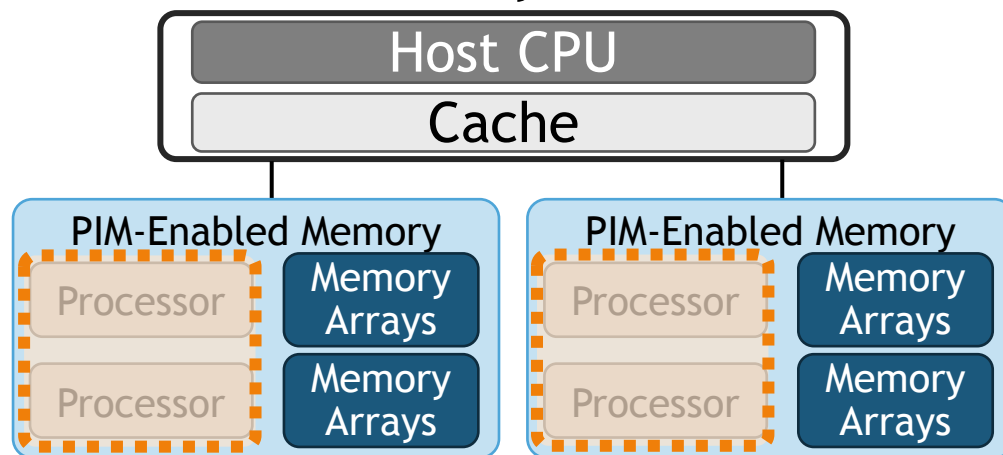 Host CPU
Cache
PIM-Enabled Memory
Processor
Memory
Arrays
Processor
Memory
Arrays
PIM-Enabled Memory
Processor
Memory
Arrays
Processor
Memory
Arrays